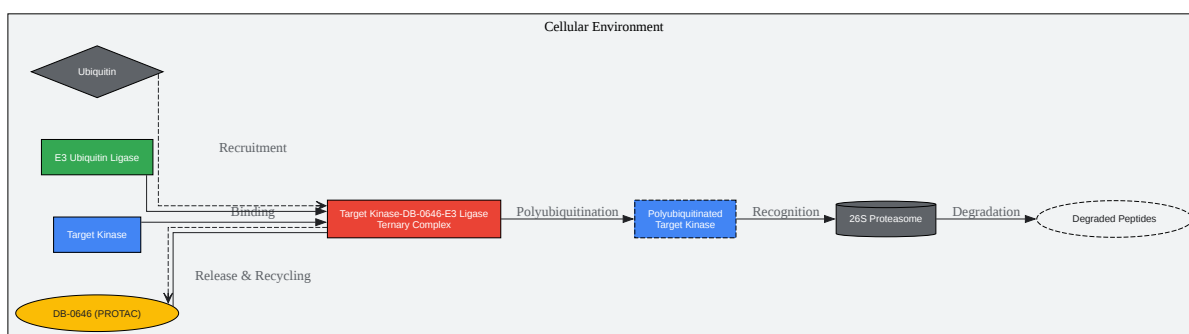 Cellular Environment
Ubiquitin
Recruitment
E3 Ubiquitin Ligase
Binding
Target Kinase
Target Kinase-DB-0646-E3 Ligase
Ternary Complex
Polyubiquitination
Polyubiquitinated
Target Kinase
Recognition
26S Proteasome
Degradation
Degraded Peptides
Release & Recycling
DB-0646 (PROTAC)